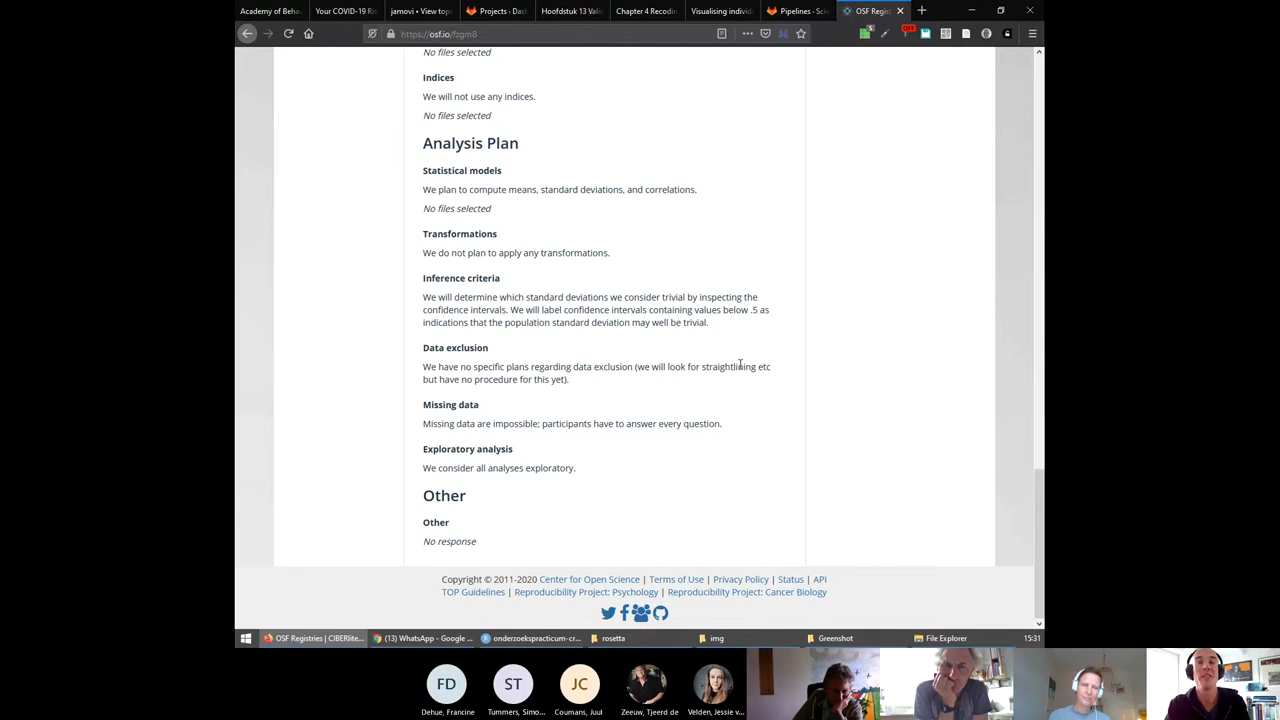 Academy of Beha
Your COVID-19 R
jamovi • View top
Projects · Dash
Hoofdstuk 13 Vali
Chapter 4 Recodin
Visualising individ
Pipelines · Scie
OSF Registr
https://osf.io/fzgm8
5
OFF
No files selected
Indices
We will not use any indices.
No files selected
Analysis Plan
Statistical models
We plan to compute means, standard deviations, and correlations.
No files selected
Transformations
We do not plan to apply any transformations.
Inference criteria
We will determine which standard deviations we consider trivial by inspecting the
confidence intervals. We will label confidence intervals containing values below .5 as
indications that the population standard deviation may well be trivial.
Data exclusion
We have no specific plans regarding data exclusion (we will look for straightlining etc
but have no procedure for this yet).
Missing data
Missing data are impossible; participants have to answer every question.
Exploratory analysis
We consider all analyses exploratory.
Other
Other
No response
Copyright © 2011-2020 Center for Open Science | Terms of Use | Privacy Policy | Status | API
TOP Guidelines | Reproducibility Project: Psychology | Reproducibility Project: Cancer Biology
OSF Registries | CIBERlite...
(13) WhatsApp - Google ...
onderzoekspracticum-cr...
rosetta
img
Greenshot
File Explorer
15:31
FD
ST
JC
Dehue, Francine
Tummers, Simo...
Coumans, Juul
Zeeuw, Tjeerd de
Velden, Jessie v...